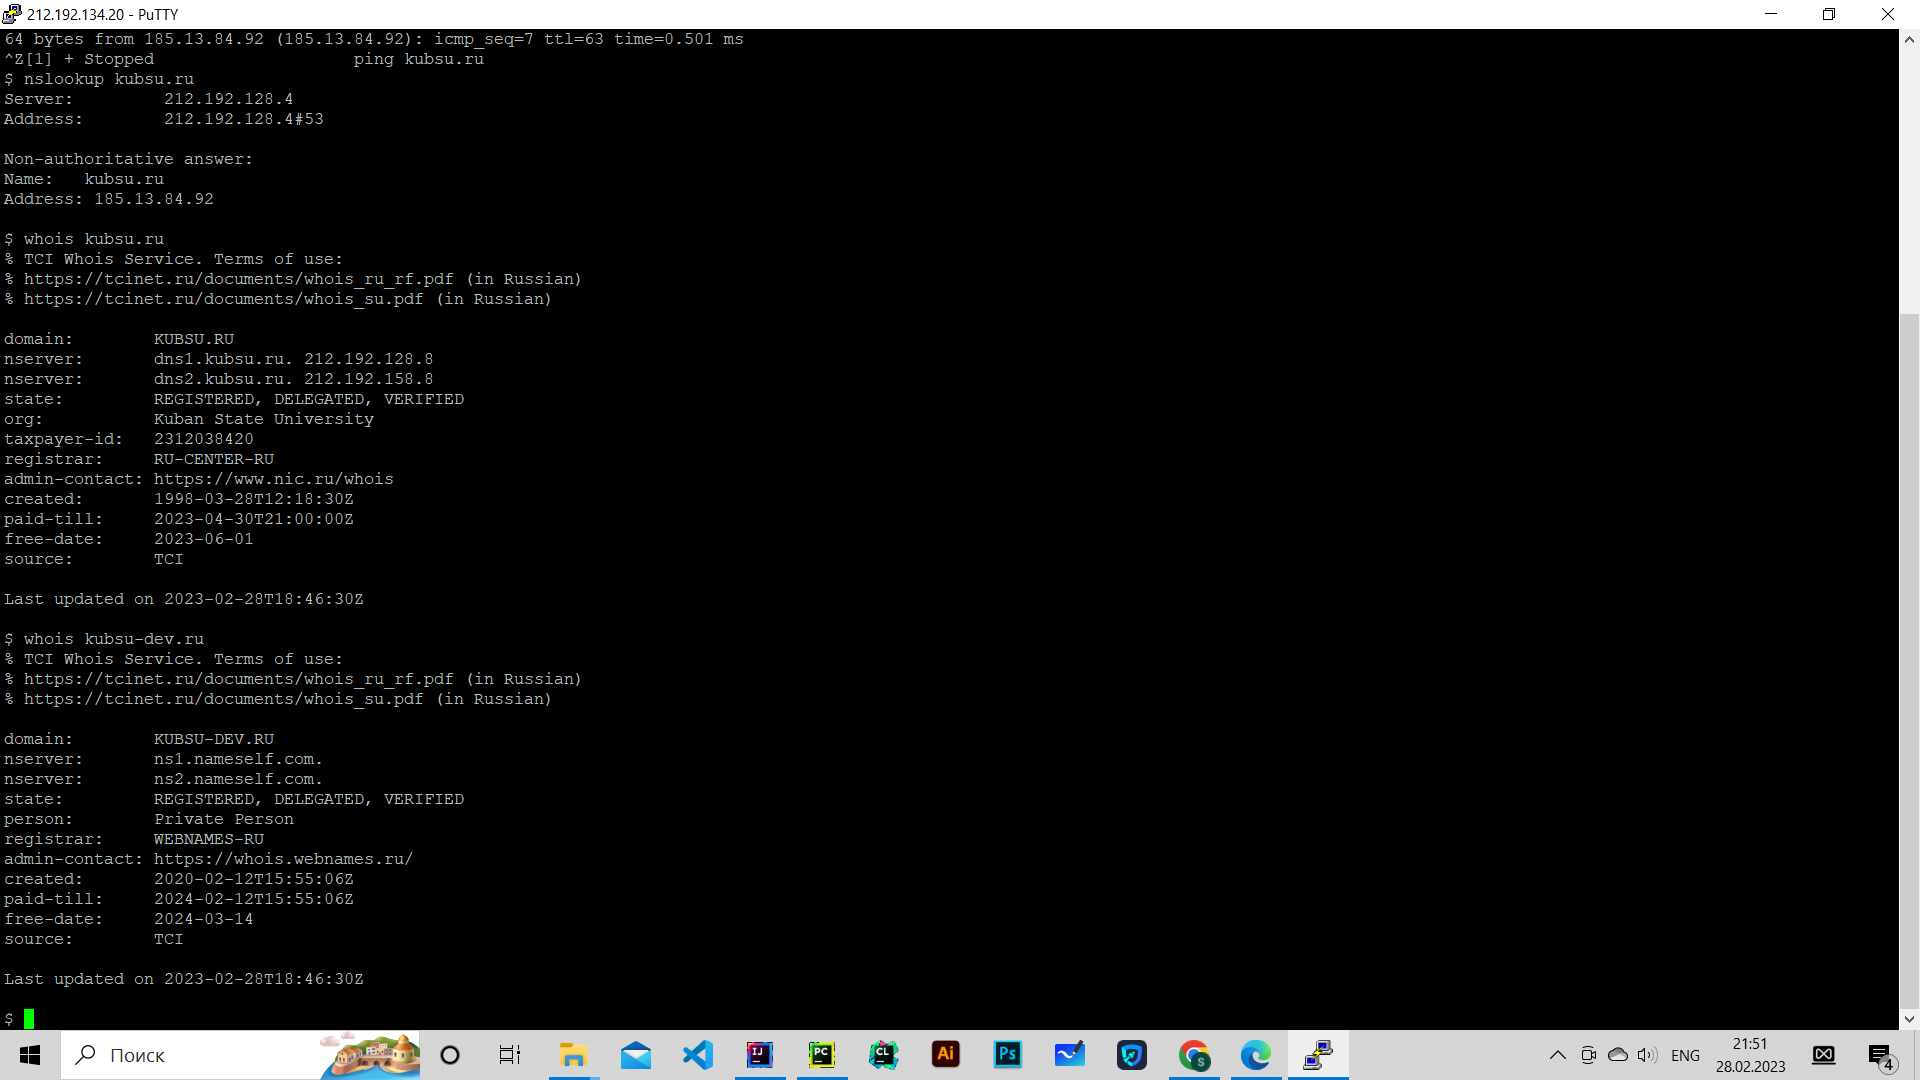 212.192.134.20 - PuTTY
64 bytes from 185.13.84.92 (185.13.84.92): icmp_seq=7 ttl=63 time=0.501 ms
^Z[1] + Stopped                    ping kubsu.ru
$ nslookup kubsu.ru
Server:         212.192.128.4
Address:        212.192.128.4#53
Non-authoritative answer:
Name:   kubsu.ru
Address: 185.13.84.92
$ whois kubsu.ru
% TCI Whois Service. Terms of use:
% https://tcinet.ru/documents/whois_ru_rf.pdf (in Russian)
% https://tcinet.ru/documents/whois_su.pdf (in Russian)
domain:        KUBSU.RU
nserver:       dns1.kubsu.ru. 212.192.128.8
nserver:       dns2.kubsu.ru. 212.192.158.8
state:         REGISTERED, DELEGATED, VERIFIED
org:           Kuban State University
taxpayer-id:   2312038420
registrar:     RU-CENTER-RU
admin-contact: https://www.nic.ru/whois
created:       1998-03-28T12:18:30Z
paid-till:     2023-04-30T21:00:00Z
free-date:     2023-06-01
source:        TCI
Last updated on 2023-02-28T18:46:30Z
$ whois kubsu-dev.ru
% TCI Whois Service. Terms of use:
% https://tcinet.ru/documents/whois_ru_rf.pdf (in Russian)
% https://tcinet.ru/documents/whois_su.pdf (in Russian)
domain:        KUBSU-DEV.RU
nserver:       ns1.nameself.com.
nserver:       ns2.nameself.com.
state:         REGISTERED, DELEGATED, VERIFIED
person:        Private Person
registrar:     WEBNAMES-RU
admin-contact: https://whois.webnames.ru/
created:       2020-02-12T15:55:06Z
paid-till:     2024-02-12T15:55:06Z
free-date:     2024-03-14
source:        TCI
Last updated on 2023-02-28T18:46:30Z
$
Поиск
IJ
PC
CL
Ai
Ps
S
ENG
21:51
28.02.2023
4